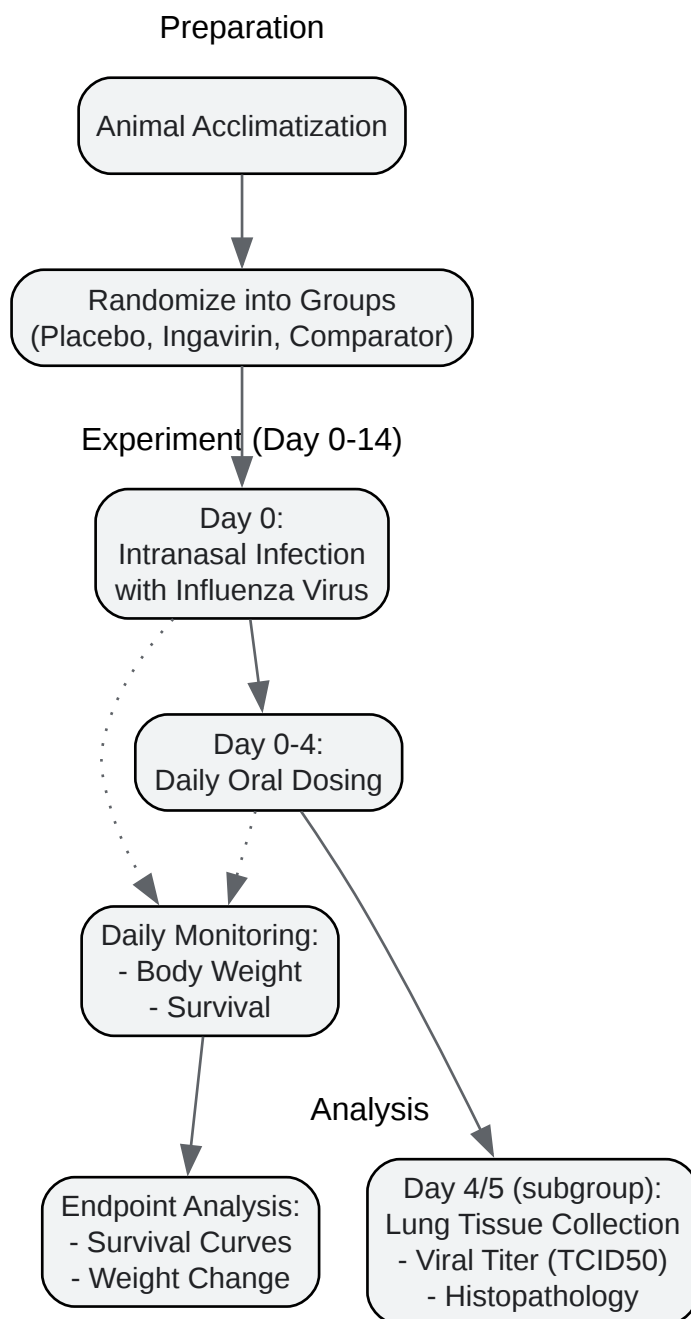 Preparation
Animal Acclimatization
Randomize into Groups
(Placebo, Ingavirin, Comparator)
Experiment (Day 0-14)
Day 0:
Intranasal Infection
with Influenza Virus
Day 0-4:
Daily Oral Dosing
Daily Monitoring:
- Body Weight
- Survival
Analysis
Endpoint Analysis:
- Survival Curves
- Weight Change
Day 4/5 (subgroup):
Lung Tissue Collection
- Viral Titer (TCID50)
- Histopathology